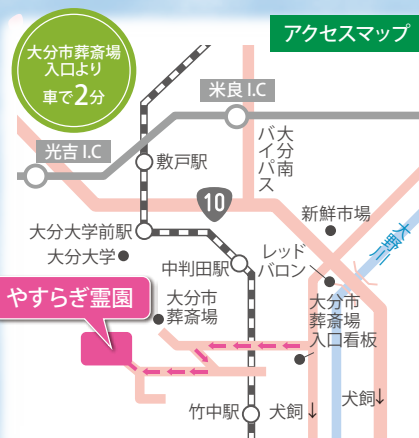 アクセスマップ
大分市葬斎場
入口より
車で2分
米良 I.C
光吉 I.C
大分南
バイパス
敷戸駅
10
新鮮市場
大野川
大分大学前駅
大分大学
中判田駅
レッド
バロン
やすらぎ霊園
大分市
葬斎場
大分市
葬斎場
入口看板
竹中駅
犬飼↓
犬飼↓